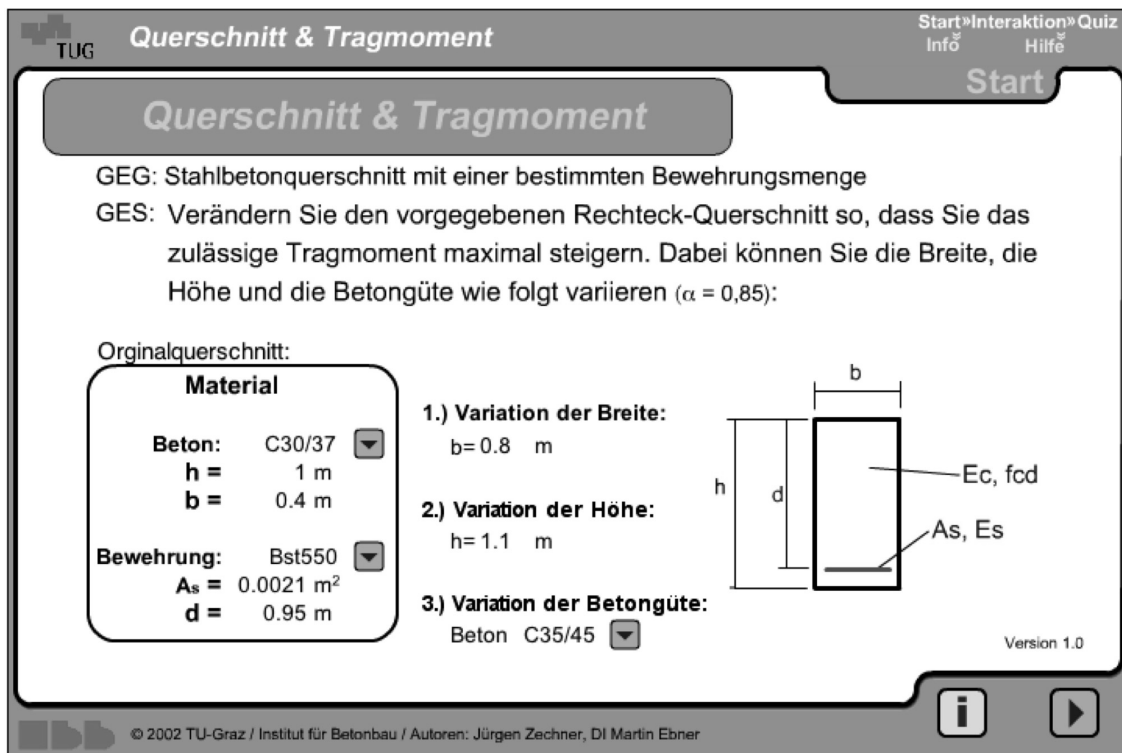 TUG
Querschnitt & Tragmoment
Start»Interaktion»Quiz
Info
Hilfe
Start
Querschnitt & Tragmoment
GEG: Stahlbetonquerschnitt mit einer bestimmten Bewehrungsmenge
GES: Verändern Sie den vorgegebenen Rechteck-Querschnitt so, dass Sie das
zulässige Tragmoment maximal steigern. Dabei können Sie die Breite, die
Höhe und die Betongüte wie folgt variieren (α = 0,85):
Orginalquerschnitt:
Material
Beton: C30/37
h = 1 m
b = 0.4 m
Bewehrung: Bst550
As = 0.0021 m²
d = 0.95 m
1.) Variation der Breite:
b= 0.8 m
2.) Variation der Höhe:
h= 1.1 m
3.) Variation der Betongüte:
Beton C35/45
b
h
d
Ec, fcd
As, Es
Version 1.0
i
© 2002 TU-Graz / Institut für Betonbau / Autoren: Jürgen Zechner, DI Martin Ebner